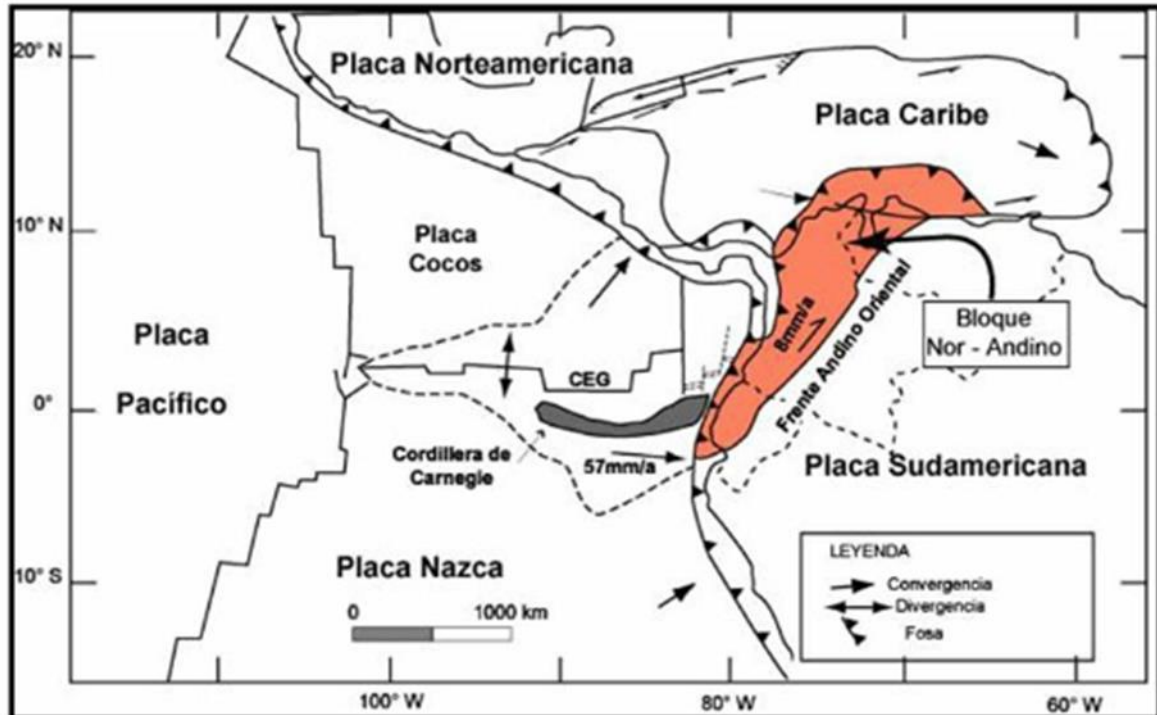 20° N
Placa Norteamericana
Placa Caribe
10° N
Placa
Cocos
8mm/a
Frente Andino Oriental
Bloque
Nor - Andino
Placa
Pacífico
CEG
0°
Cordillera de
Carnegie
57mm/a
Placa Sudamericana
LEYENDA
Convergencia
Divergencia
Fosa
10° S
Placa Nazca
0 1000 km
100° W
80° W
60° W